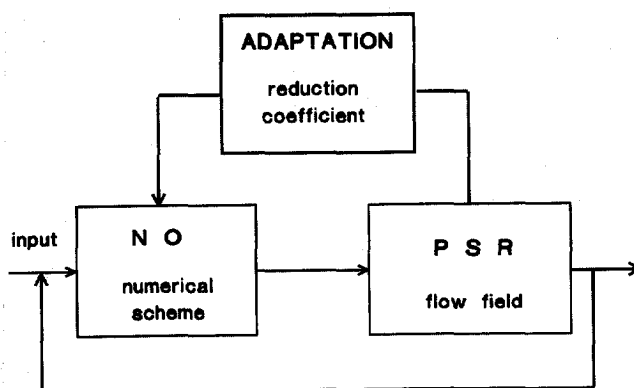 ADAPTATION
reduction
coefficient
input
N O
numerical
scheme
P S R
flow field